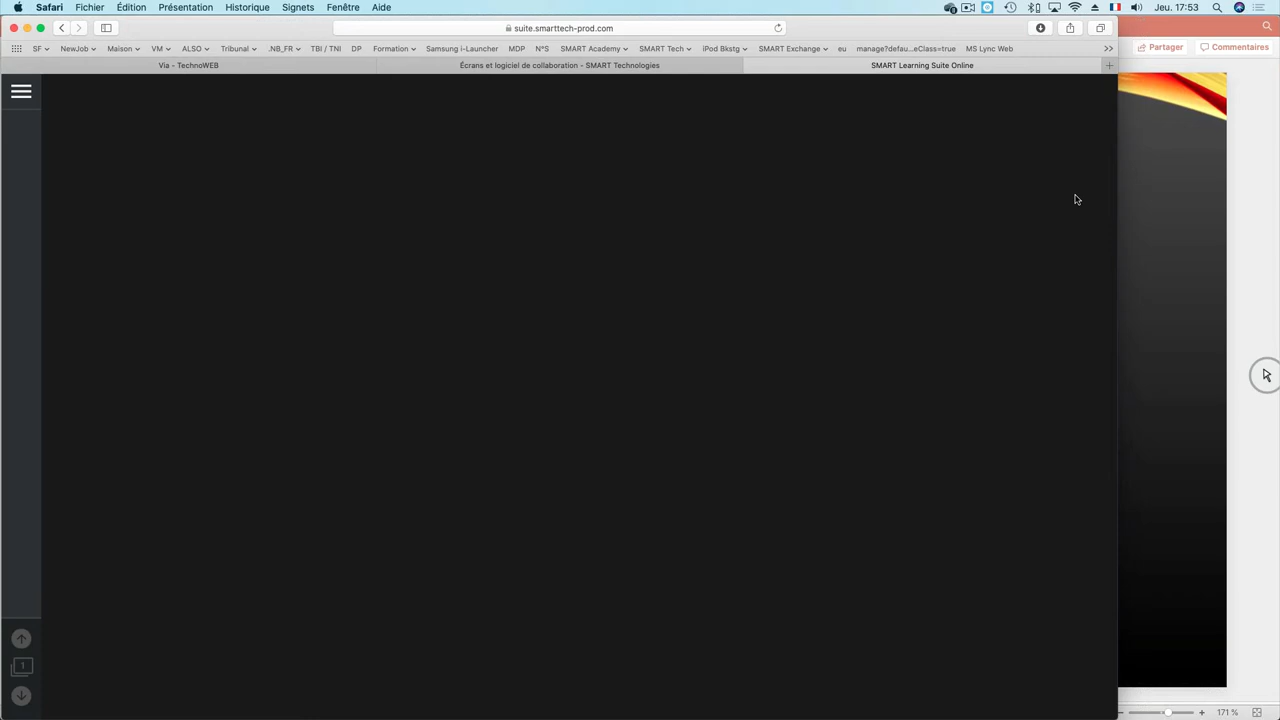 Safari Fichier Édition Présentation Historique Signets Fenêtre Aide Jeu. 17:53
suite.smarttech-prod.com
SF NewJob Maison VM ALSO Tribunal .NB_FR TBI / TNI DP Formation Samsung i-Launcher MDP N°S SMART Academy SMART Tech iPod Bkstg SMART Exchange eu manage?defau...eClass=true MS Lync Web
Partager Commentaires
Via - TechnoWEB Écrans et logiciel de collaboration - SMART Technologies SMART Learning Suite Online
1
171 %